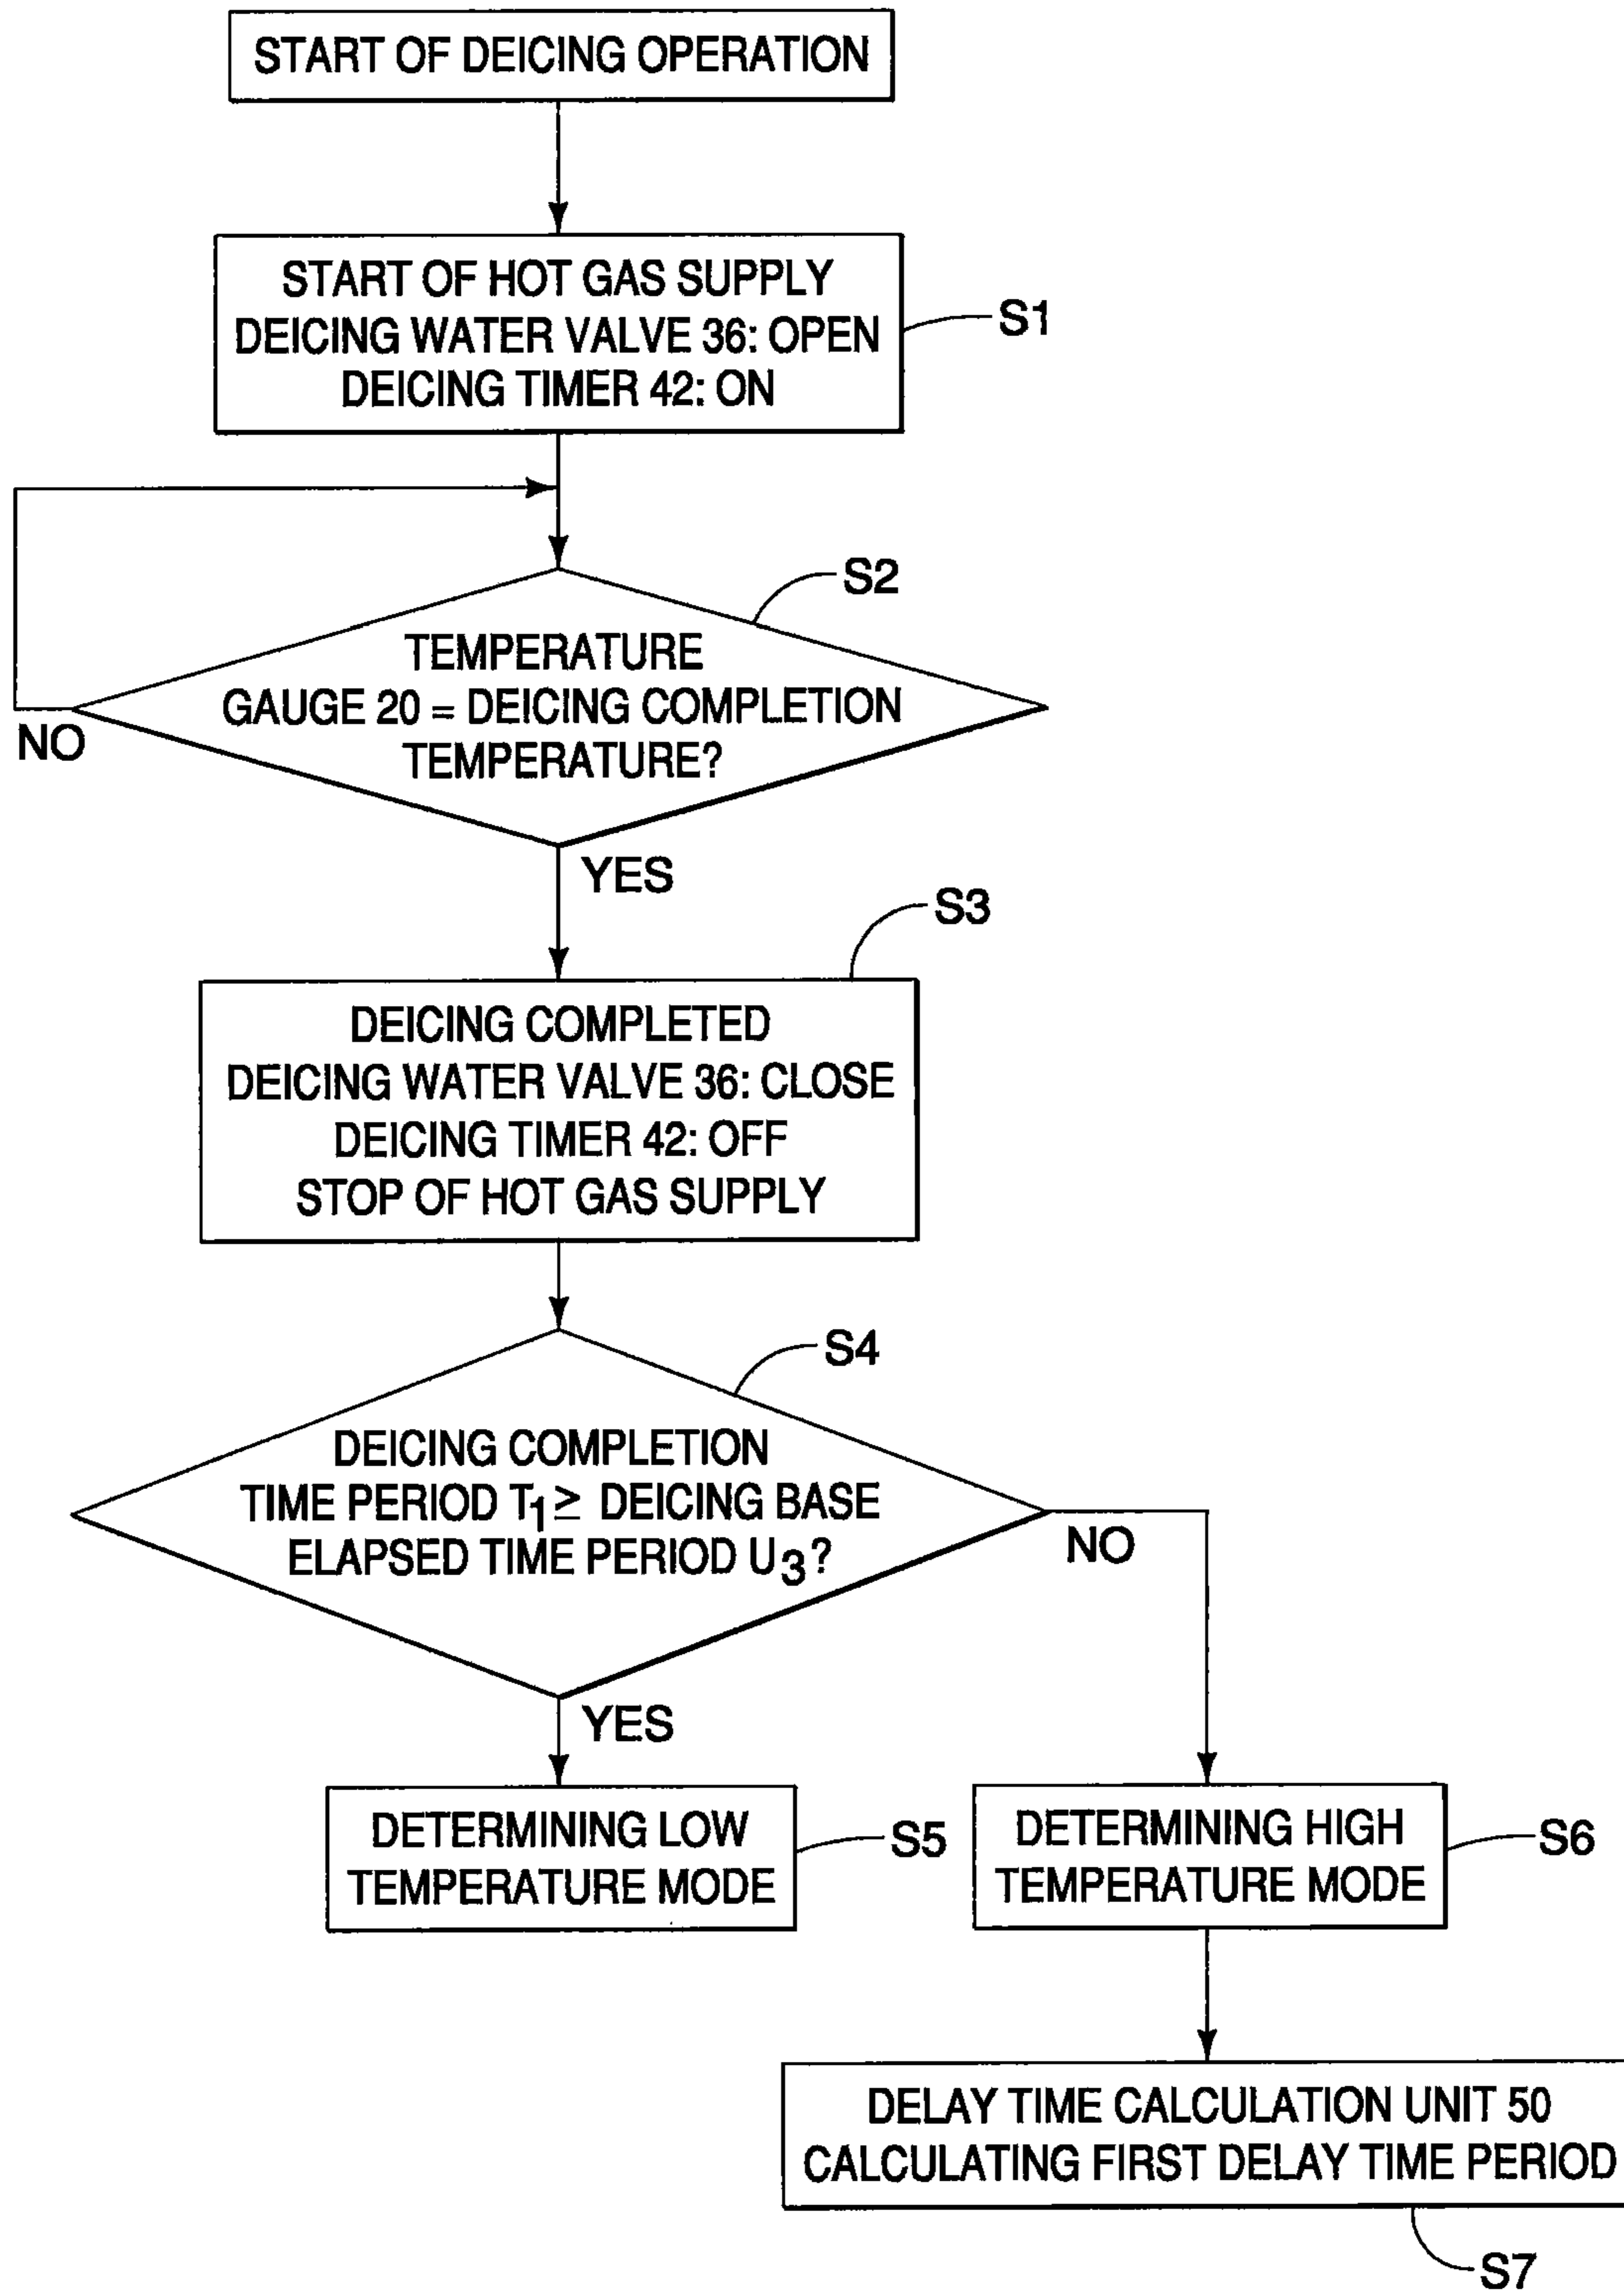 START OF DEICING OPERATION
START OF HOT GAS SUPPLY
DEICING WATER VALVE 36: OPEN
DEICING TIMER 42: ON
S1
S2
TEMPERATURE
GAUGE 20 = DEICING COMPLETION
TEMPERATURE?
NO
YES
S3
DEICING COMPLETED
DEICING WATER VALVE 36: CLOSE
DEICING TIMER 42: OFF
STOP OF HOT GAS SUPPLY
S4
DEICING COMPLETION
TIME PERIOD T₁ ≥ DEICING BASE
ELAPSED TIME PERIOD U₃?
NO
YES
DETERMINING LOW
TEMPERATURE MODE
S5
DETERMINING HIGH
TEMPERATURE MODE
S6
DELAY TIME CALCULATION UNIT 50
CALCULATING FIRST DELAY TIME PERIOD
S7